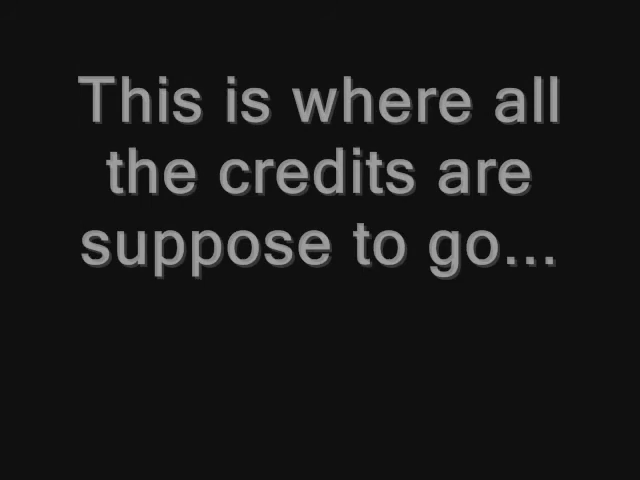 This is where all
the credits are
suppose to go...